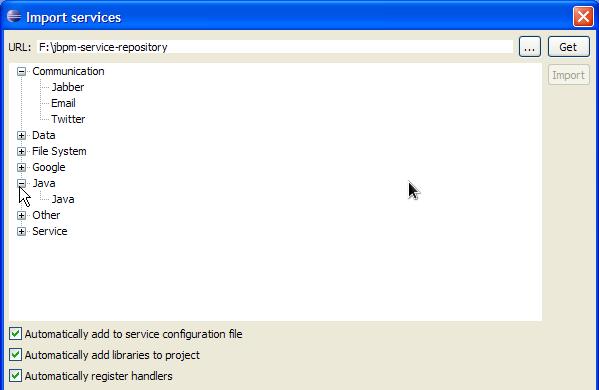 Import services
URL: F:\jbpm-service-repository ... Get
Import
Communication
Jabber
Email
Twitter
Data
File System
Google
Java
Java
Other
Service
Automatically add to service configuration file
Automatically add libraries to project
Automatically register handlers